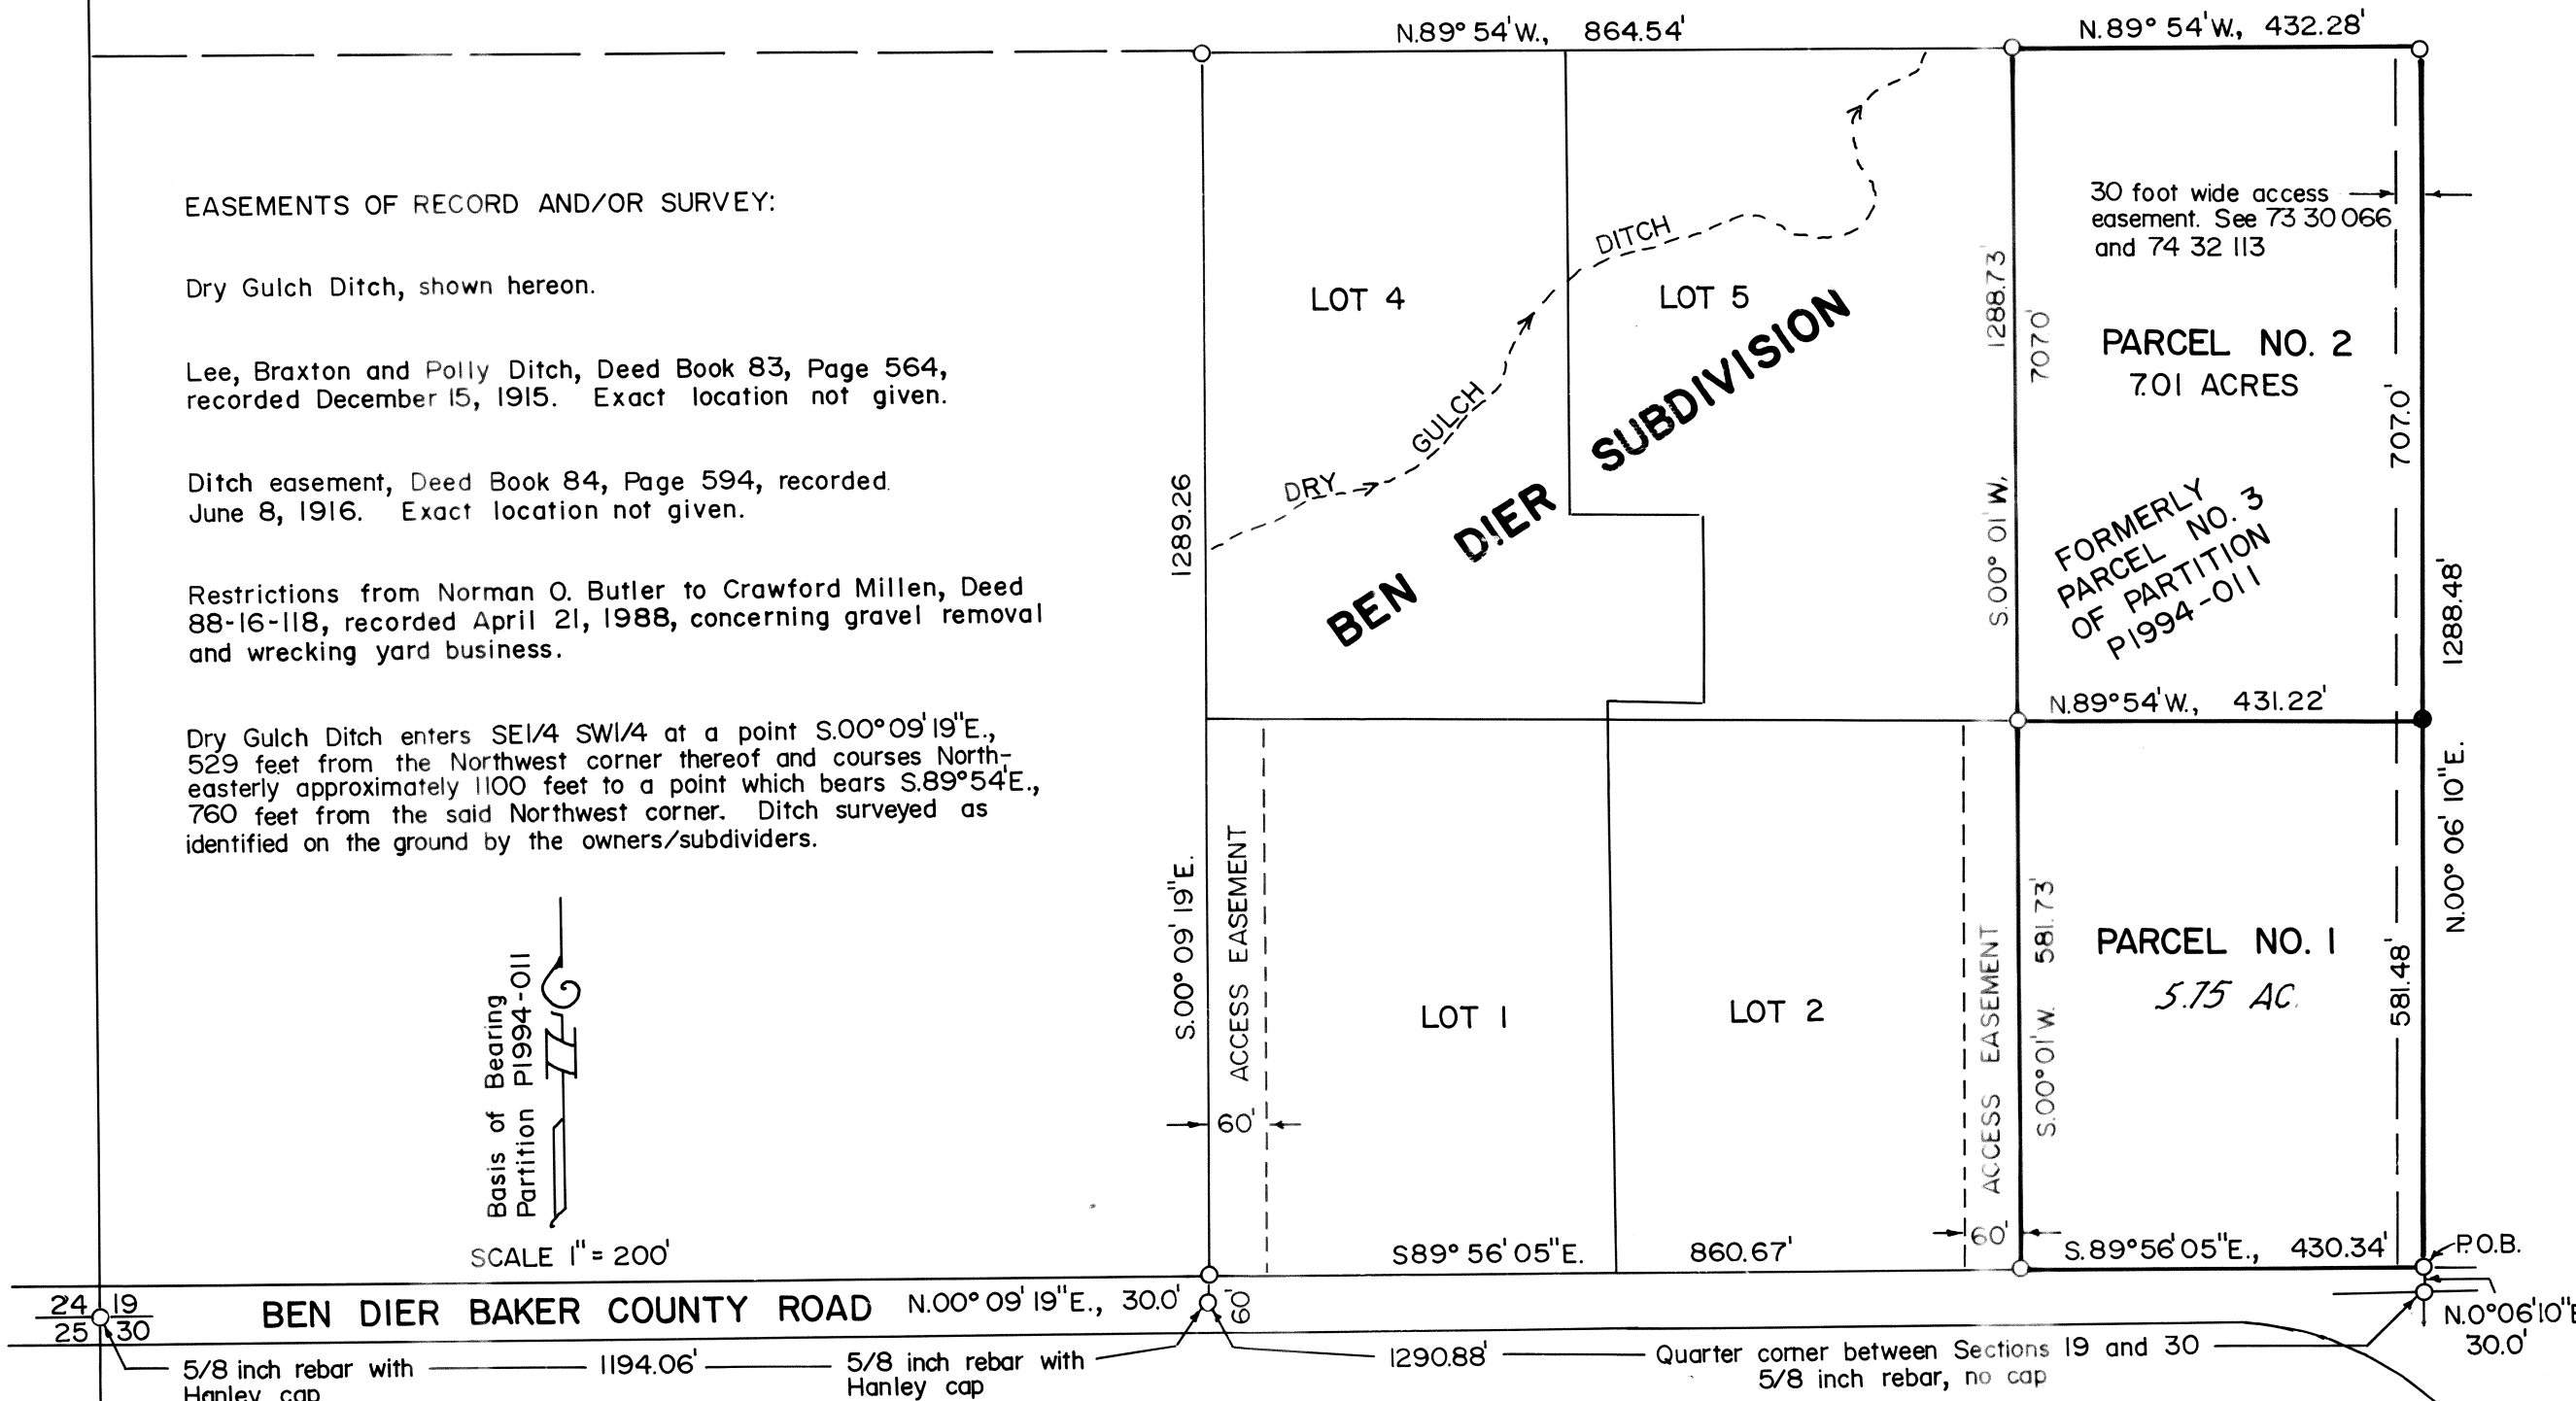 N.89° 54' W., 864.54'
N.89° 54' W., 432.28'
EASEMENTS OF RECORD AND/OR SURVEY:
Dry Gulch Ditch, shown hereon.
Lee, Braxton and Polly Ditch, Deed Book 83, Page 564,
recorded December 15, 1915. Exact location not given.
Ditch easement, Deed Book 84, Page 594, recorded
June 8, 1916. Exact location not given.
Restrictions from Norman O. Butler to Crawford Millen, Deed
88-16-118, recorded April 21, 1988, concerning gravel removal
and wrecking yard business.
Dry Gulch Ditch enters SE1/4 SW1/4 at a point S.00° 09' 19"E.,
529 feet from the Northwest corner thereof and courses North-
easterly approximately 1100 feet to a point which bears S.89°54'E.,
760 feet from the said Northwest corner. Ditch surveyed as
identified on the ground by the owners/subdividers.
Basis of Bearing
Partition P1994-011
N
SCALE 1" = 200'
1289.26
S.00° 09' 19"E.
LOT 4
LOT 5
DRY GULCH DITCH
BEN DIER SUBDIVISION
1288.73'
S.00° 01' W.
707.0'
30 foot wide access
easement. See 73 30 066
and 74 32 113
PARCEL NO. 2
7.01 ACRES
707.0'
FORMERLY
PARCEL NO. 3
OF PARTITION
P1994-011
1288.48'
N.00° 06' 10"E.
N.89°54' W., 431.22'
ACCESS EASEMENT
60'
LOT 1
LOT 2
ACCESS EASEMENT
60'
S.00° 01' W. 581.73'
PARCEL NO. 1
5.75 AC.
581.48'
S89° 56' 05"E. 860.67'
S.89°56'05"E., 430.34'
P.O.B.
24 19
25 30
BEN DIER BAKER COUNTY ROAD
N.00° 09' 19"E., 30.0'
60'
N.0°06'10"E
30.0'
5/8 inch rebar with
Hanley cap
1194.06'
5/8 inch rebar with
Hanley cap
1290.88'
Quarter corner between Sections 19 and 30
5/8 inch rebar, no cap